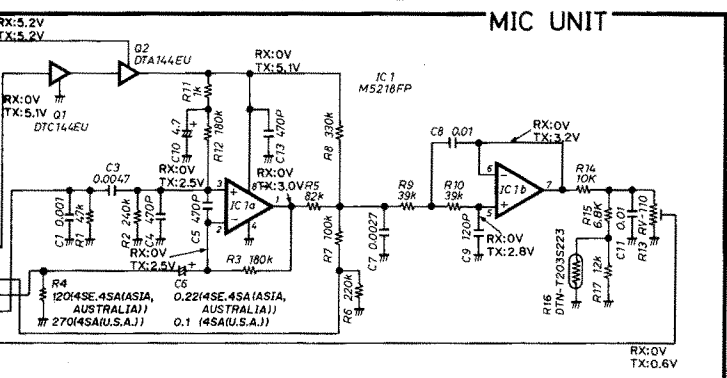 MIC UNIT
RX:5.2V
TX:5.2V
Q2
DTA144EU
RX:0V
TX:5.1V
IC1
M5218FP
RX:0V
TX:5.1V
Q1
DTC144EU
R11
1k
C10 4.7
R12 180k
C13 470P
R8 330k
C8 0.01
RX:0V
TX:3.2V
C3
0.0047
RX:0V
TX:2.5V
RX:0V
TX:3.0V
R5
82k
R9
39k
R10
39k
R14
10K
C1 0.001
R1 47k
R2 240k
C4 470P
C5 470P
3
2
8
4
1
IC1a
6
5
7
IC1b
R15
6.8K
C11 0.01
R13 RV-110
RX:0V
TX:2.5V
R3 180k
R7 100k
C7 0.0027
C9 120P
RX:0V
TX:2.8V
C6
R4
120(4SE.4SA(ASIA,
AUSTRALIA))
270(4SA(U.S.A.))
0.22(4SE.4SA(ASIA,
AUSTRALIA))
0.1 (4SA(U.S.A.))
R6 220k
R16
DTN-T203S223
R17 12k
RX:0V
TX:0.6V